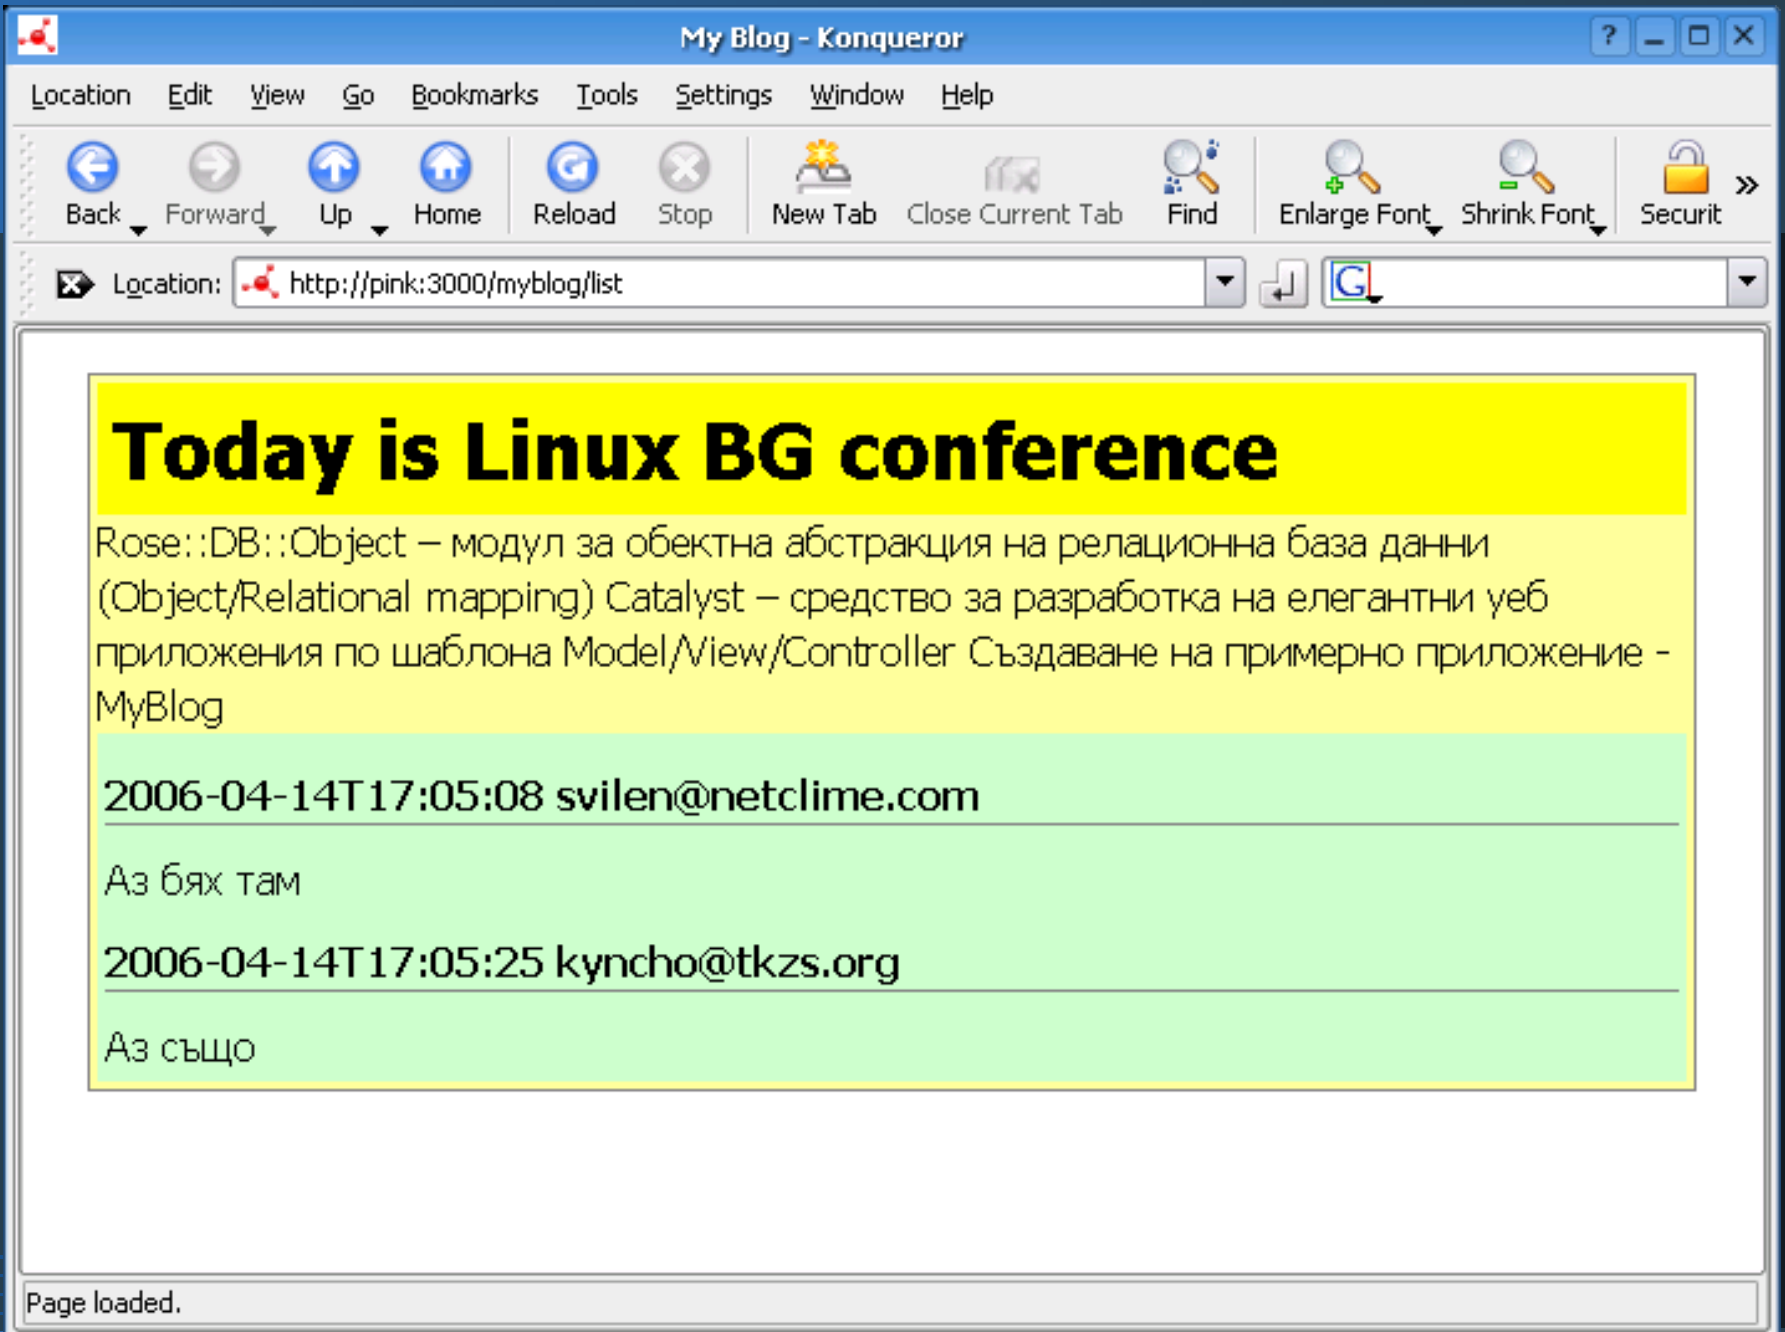 My Blog - Konqueror
Location Edit View Go Bookmarks Tools Settings Window Help
Back Forward Up Home Reload Stop New Tab Close Current Tab Find Enlarge Font Shrink Font Securit
Location: http://pink:3000/myblog/list
Today is Linux BG conference
Rose::DB::Object – модул за обектна абстракция на релационна база данни
(Object/Relational mapping) Catalyst – средство за разработка на елегантни уеб
приложения по шаблона Model/View/Controller Създаване на примерно приложение -
MyBlog
2006-04-14T17:05:08 svilen@netclime.com
Аз бях там
2006-04-14T17:05:25 kyncho@tkzs.org
Аз също
Page loaded.